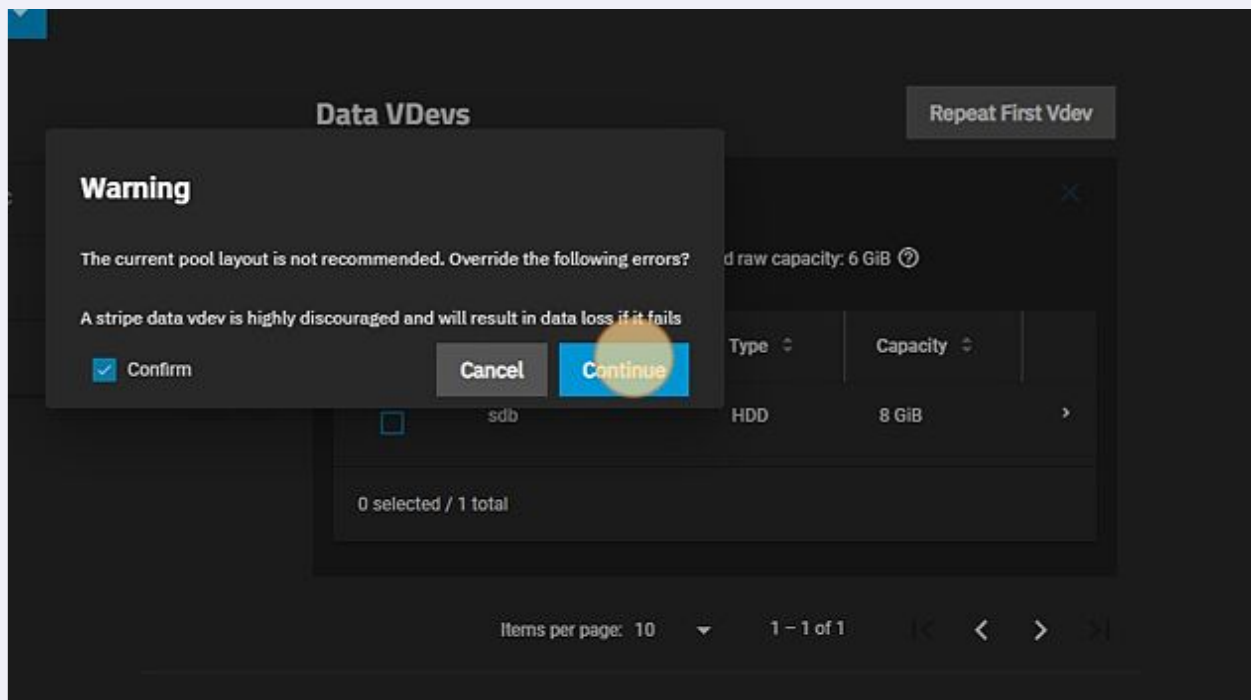 Data VDevs
Repeat First Vdev
Warning
The current pool layout is not recommended. Override the following errors?
d raw capacity: 6 GiB
A stripe data vdev is highly discouraged and will result in data loss if it fails
Type
Capacity
Confirm
Cancel
Continue
sdb
HDD
8 GiB
0 selected / 1 total
Items per page: 10
1 – 1 of 1